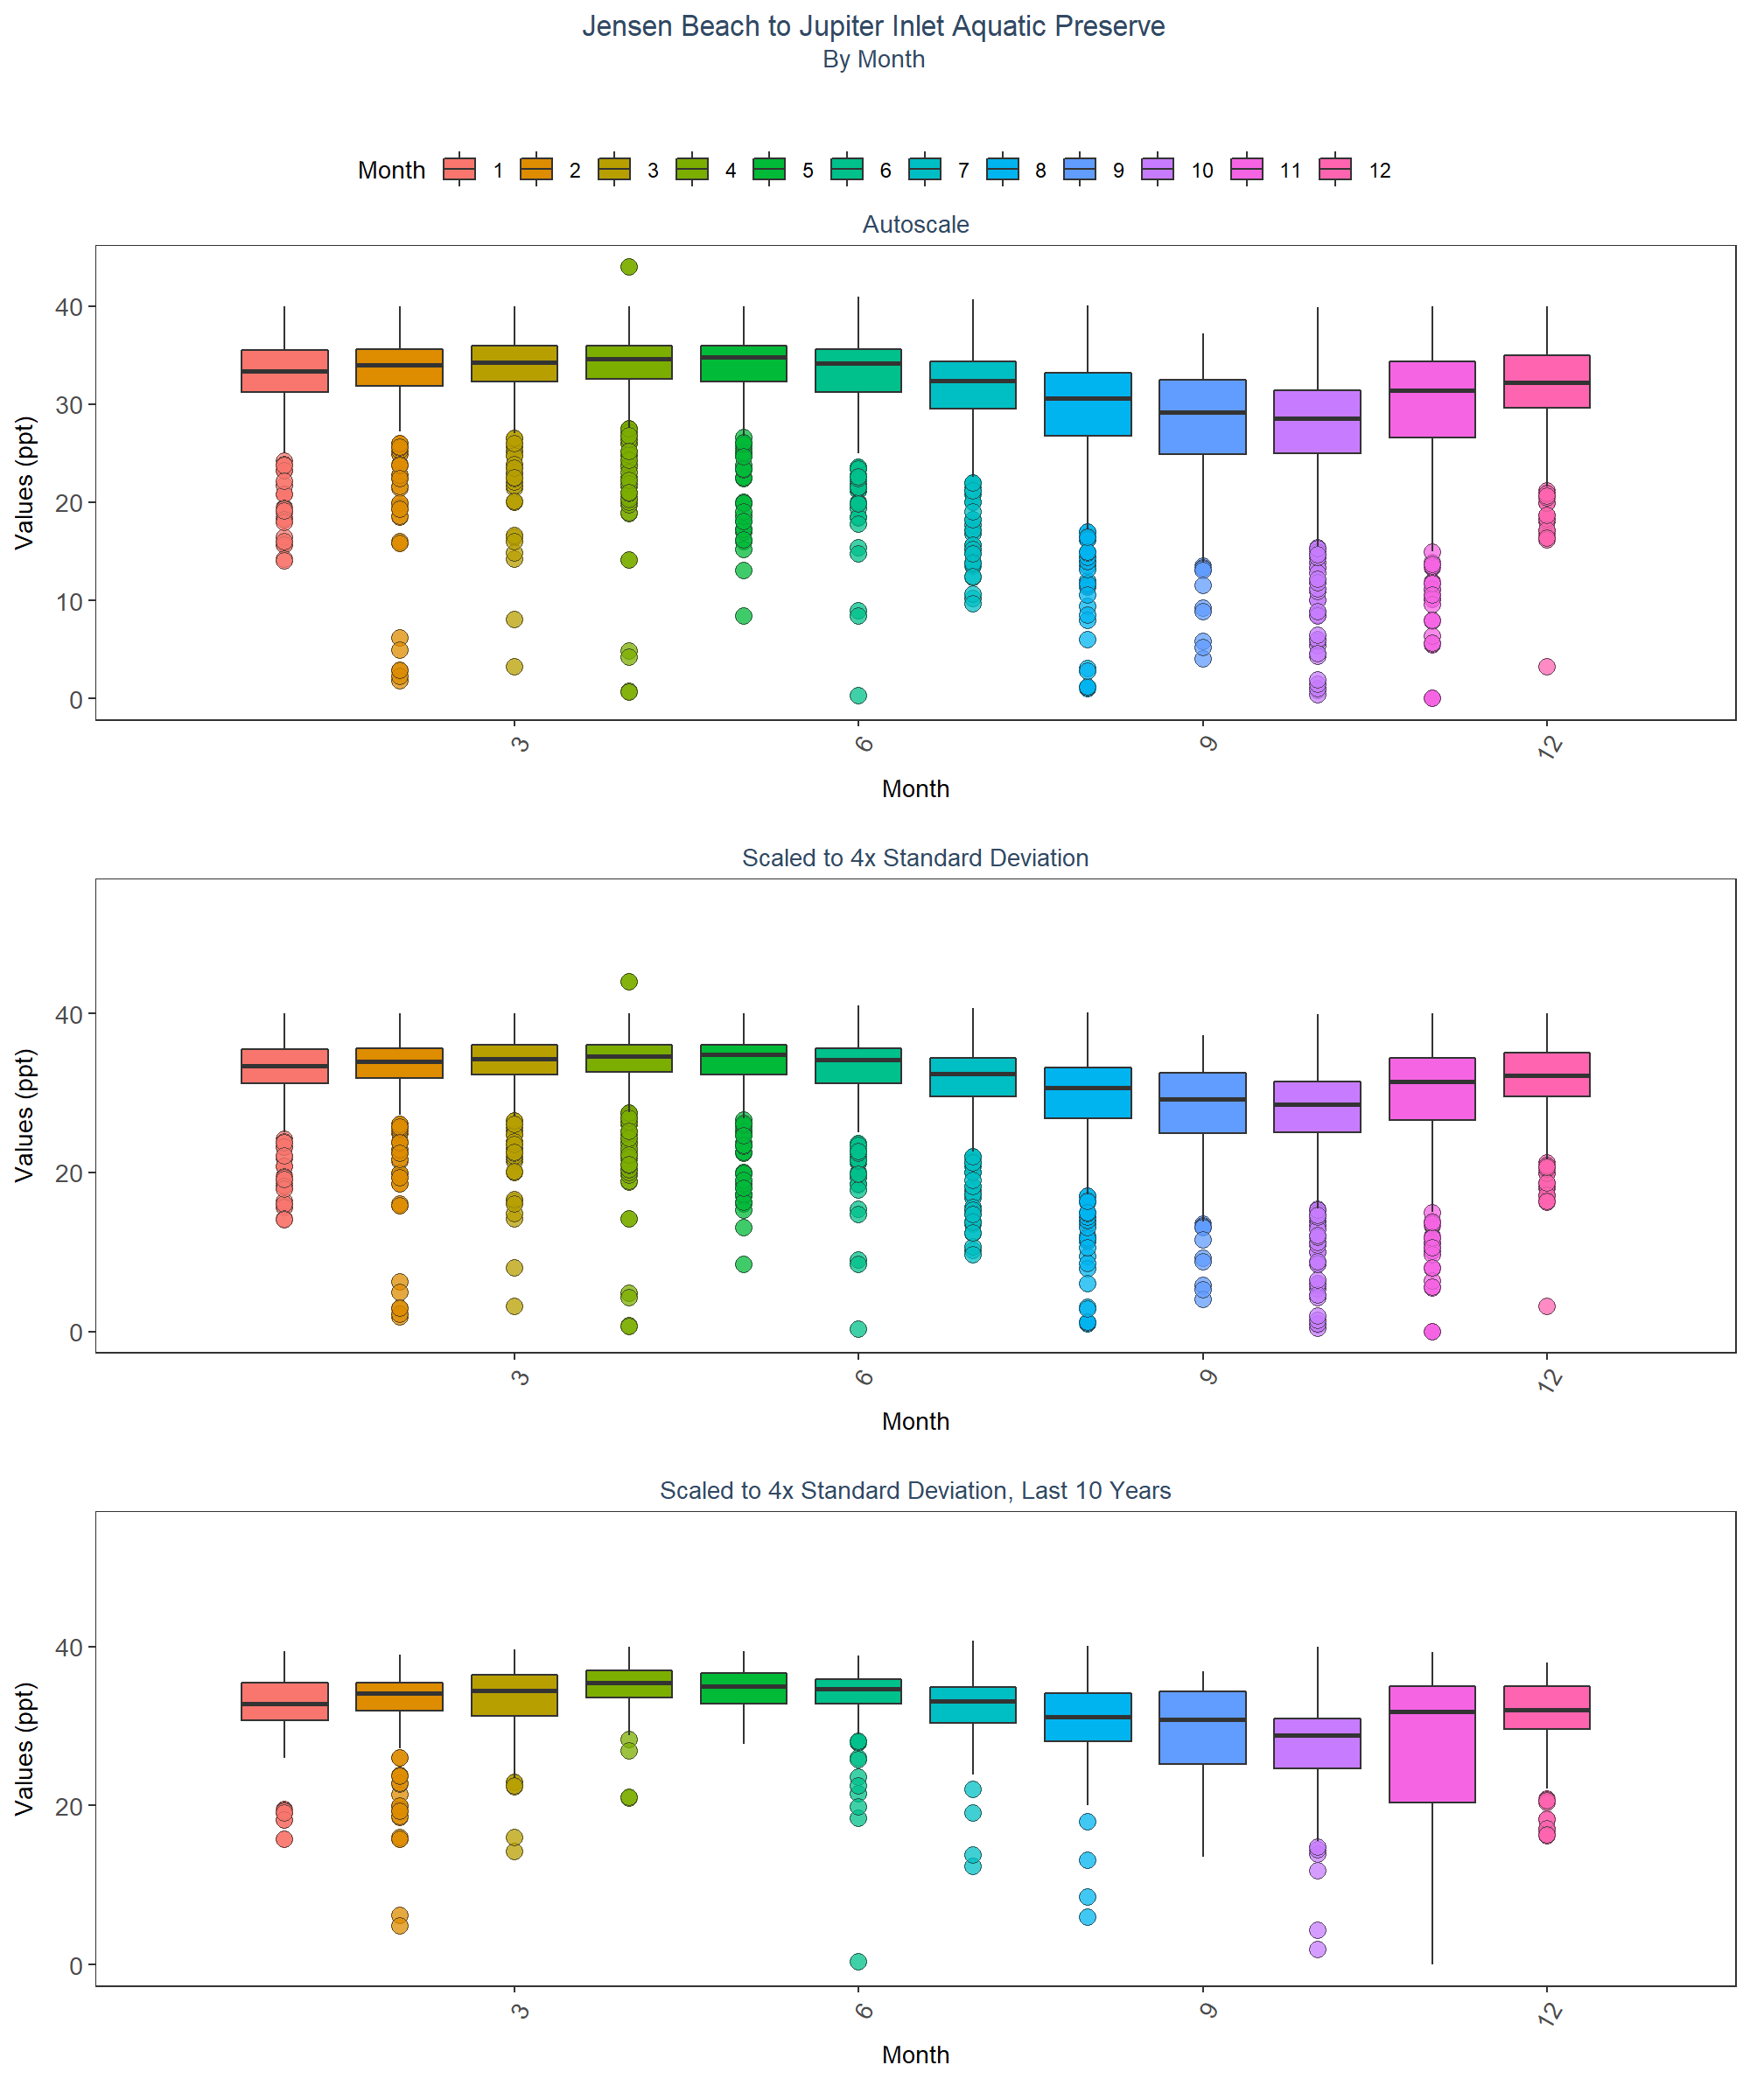 Jensen Beach to Jupiter Inlet Aquatic Preserve
By Month
Month 1 2 3 4 5 6 7 8 9 10 11 12
Autoscale
Values (ppt)
40
30
20
10
0
3 6 9 12
Month
Scaled to 4x Standard Deviation
Values (ppt)
40
20
0
3 6 9 12
Month
Scaled to 4x Standard Deviation, Last 10 Years
Values (ppt)
40
20
0
3 6 9 12
Month